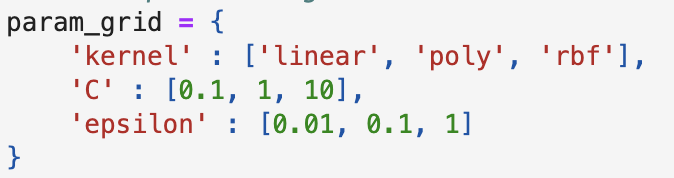 param_grid = {
    'kernel' : ['linear', 'poly', 'rbf'],
    'C' : [0.1, 1, 10],
    'epsilon' : [0.01, 0.1, 1]
}